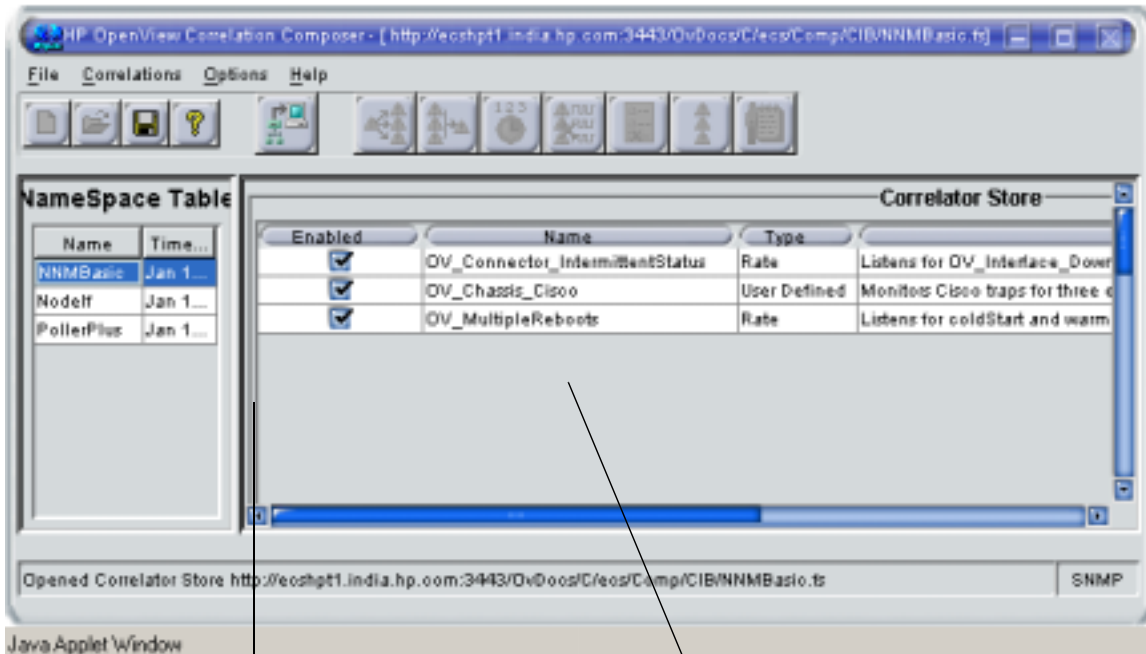 HP OpenView Correlation Composer - [ http://ecshpt1.india.hp.com:3443/OvDocs/C/ecs/Comp/CIB/NNMBasic.fs]
File Correlations Options Help
1 2 3
NameSpace Table
Name Time...
NNMBasic Jan 1...
NodeIf Jan 1...
PollerPlus Jan 1...
Correlator Store
Enabled Name Type
OV_Connector_IntermittentStatus Rate Listens for OV_Interface_Down
OV_Chassis_Cisco User Defined Monitors Cisco traps for three
OV_MultipleReboots Rate Listens for coldStart and warm
Opened Correlator Store http://ecshpt1.india.hp.com:3443/OvDocs/C/ecs/Comp/CIB/NNMBasic.fs SNMP
Java Applet Window